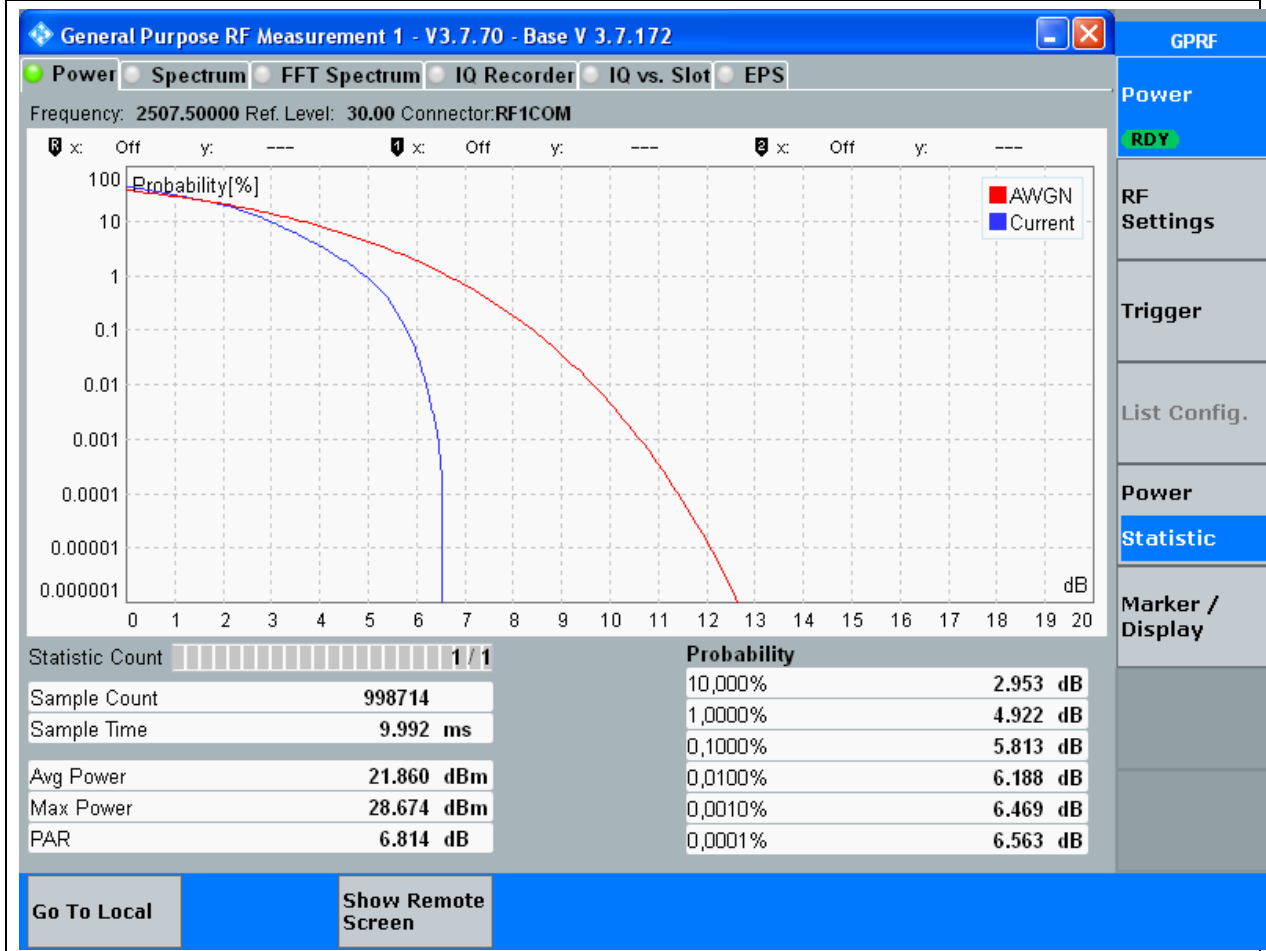 General Purpose RF Measurement 1 - V3.7.70 - Base V 3.7.172
Power Spectrum FFT Spectrum IQ Recorder IQ vs. Slot EPS
Frequency: 2507.50000 Ref. Level: 30.00 Connector:RF1COM
R x: Off y: --- 1 x: Off y: --- 2 x: Off y: ---
Probability[%]
AWGN
Current
100
10
1
0.1
0.01
0.001
0.0001
0.00001
0.000001
dB
0 1 2 3 4 5 6 7 8 9 10 11 12 13 14 15 16 17 18 19 20
Statistic Count 1 / 1
Sample Count 998714
Sample Time 9.992 ms
Avg Power 21.860 dBm
Max Power 28.674 dBm
PAR 6.814 dB
Probability
10,000% 2.953 dB
1,0000% 4.922 dB
0,1000% 5.813 dB
0,0100% 6.188 dB
0,0010% 6.469 dB
0,0001% 6.563 dB
GPRF
Power
RDY
RF
Settings
Trigger
List Config.
Power
Statistic
Marker /
Display
Go To Local
Show Remote
Screen